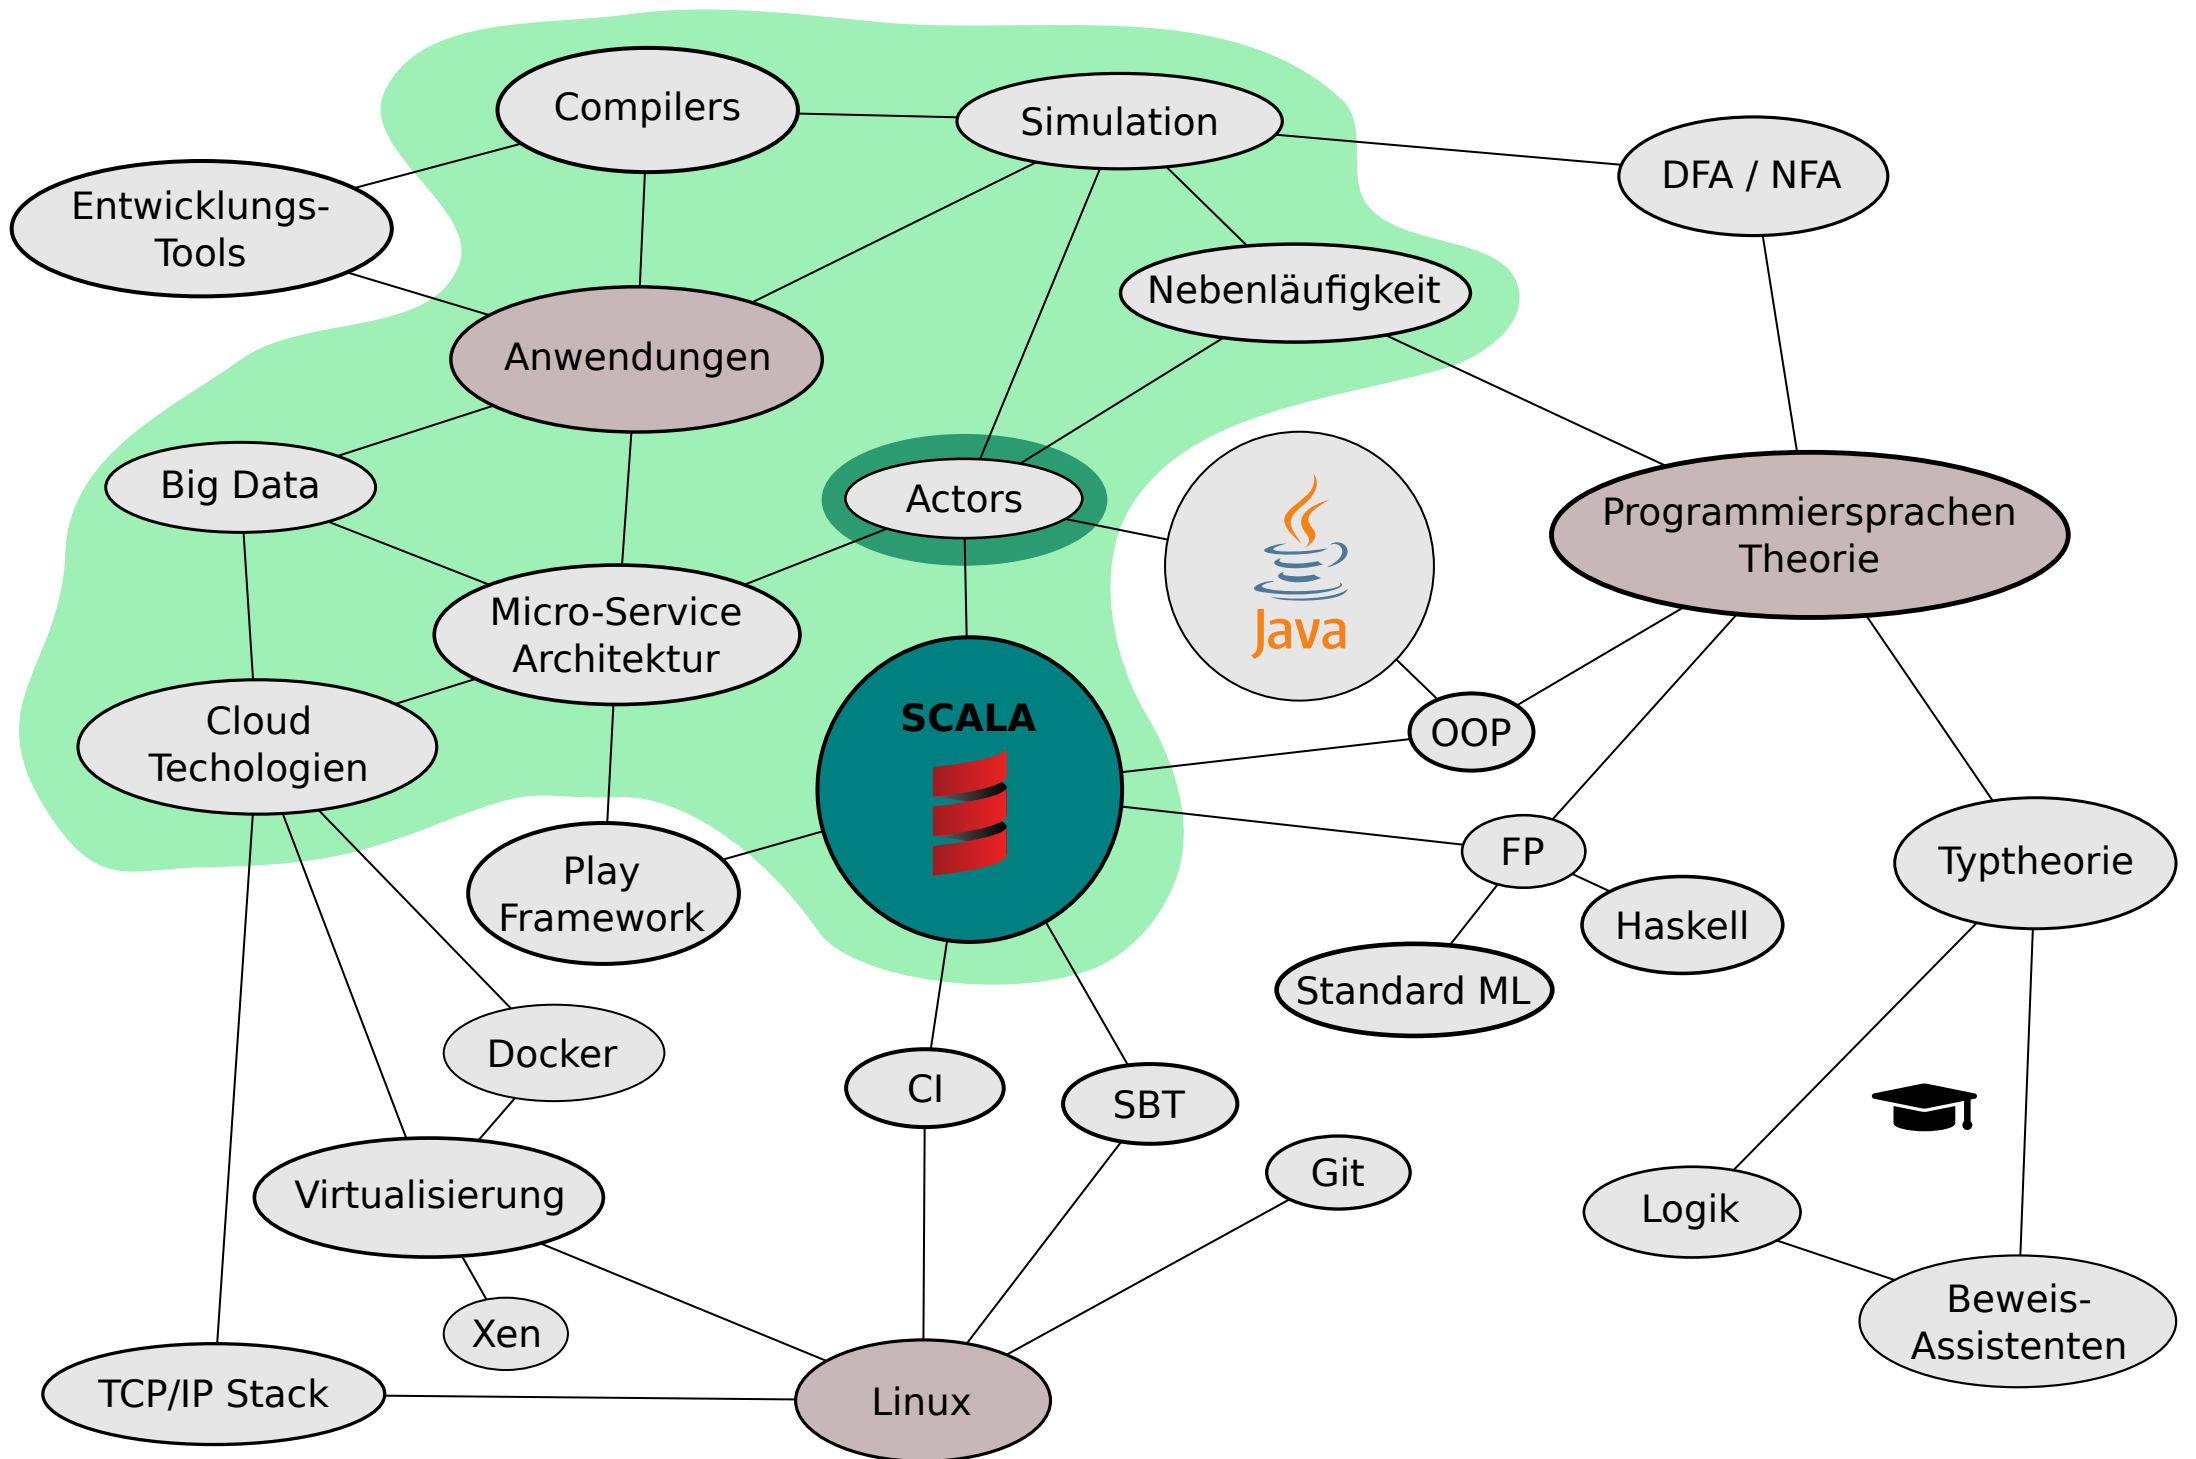 Compilers
Simulation
DFA / NFA
Entwicklungs-
Tools
Nebenläufigkeit
Anwendungen
Big Data
Actors
Programmiersprachen
Theorie
Java
Micro-Service
Architektur
SCALA
OOP
Cloud
Techologien
FP
Typtheorie
Play
Framework
Haskell
Standard ML
Docker
CI
SBT
Git
Virtualisierung
Logik
Xen
Beweis-
Assistenten
TCP/IP Stack
Linux